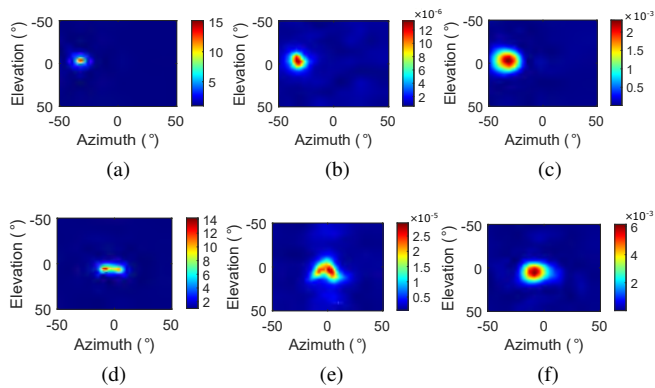 -50
0
50
Elevation (°)
-50 0 50
Azimuth (°)
15
10
5
(a)
-50
0
50
Elevation (°)
-50 0 50
Azimuth (°)
×10⁻⁶
12
10
8
6
4
2
(b)
-50
0
50
Elevation (°)
-50 0 50
Azimuth (°)
×10⁻³
2
1.5
1
0.5
(c)
-50
0
50
Elevation (°)
-50 0 50
Azimuth (°)
14
12
10
8
6
4
2
(d)
-50
0
50
Elevation (°)
-50 0 50
Azimuth (°)
×10⁻⁵
2.5
2
1.5
1
0.5
(e)
-50
0
50
Elevation (°)
-50 0 50
Azimuth (°)
×10⁻³
6
4
2
(f)